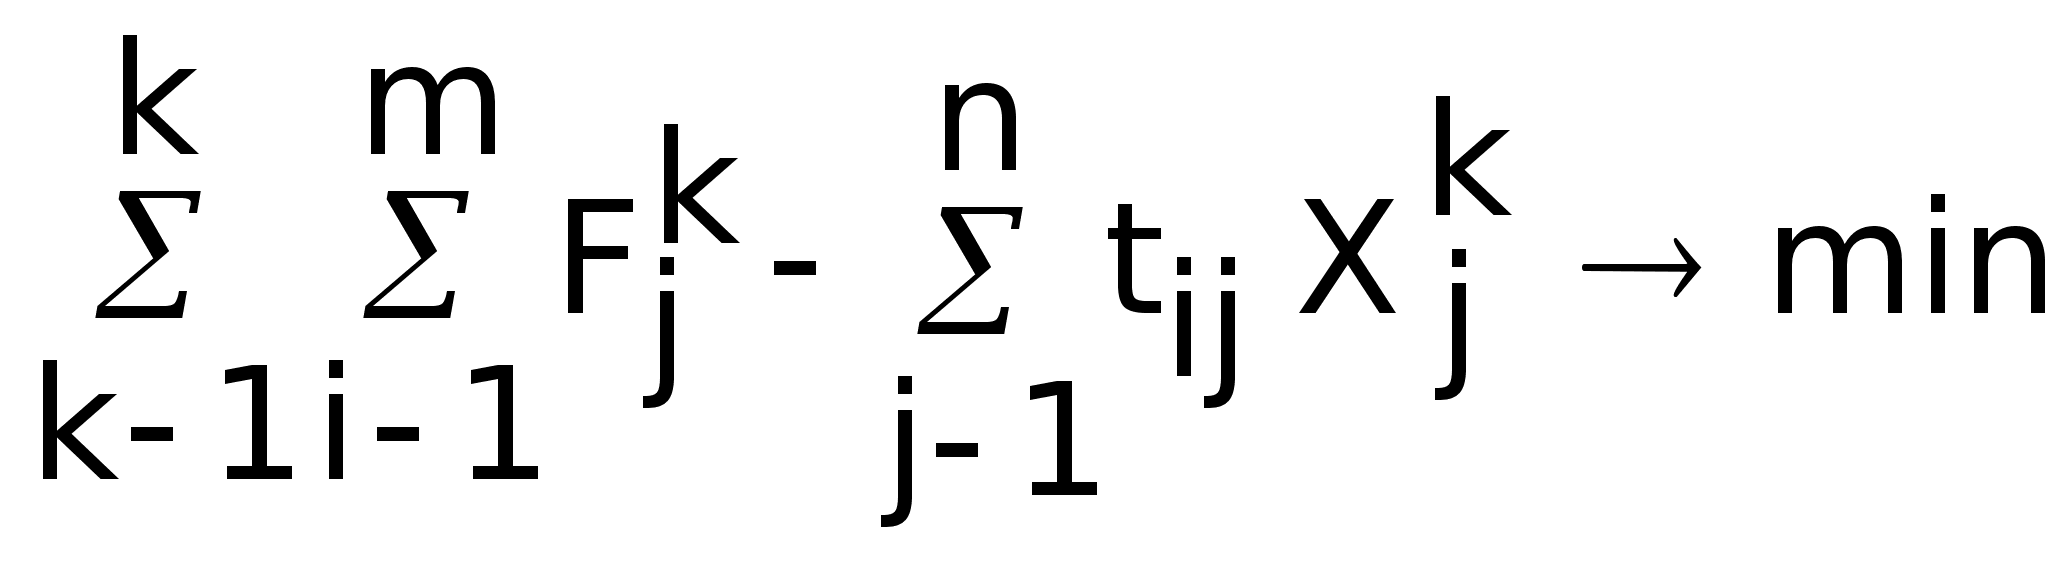 k m n
Σ Σ F k j - Σ t ij X k j → min
k-1 i-1 j-1